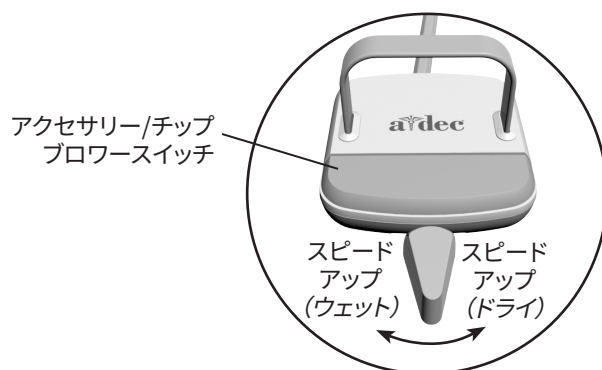 アクセサリー/チップ
ブロワースイッチ
a dec
スピード
アップ
(ウェット)
スピード
アップ
(ドライ)